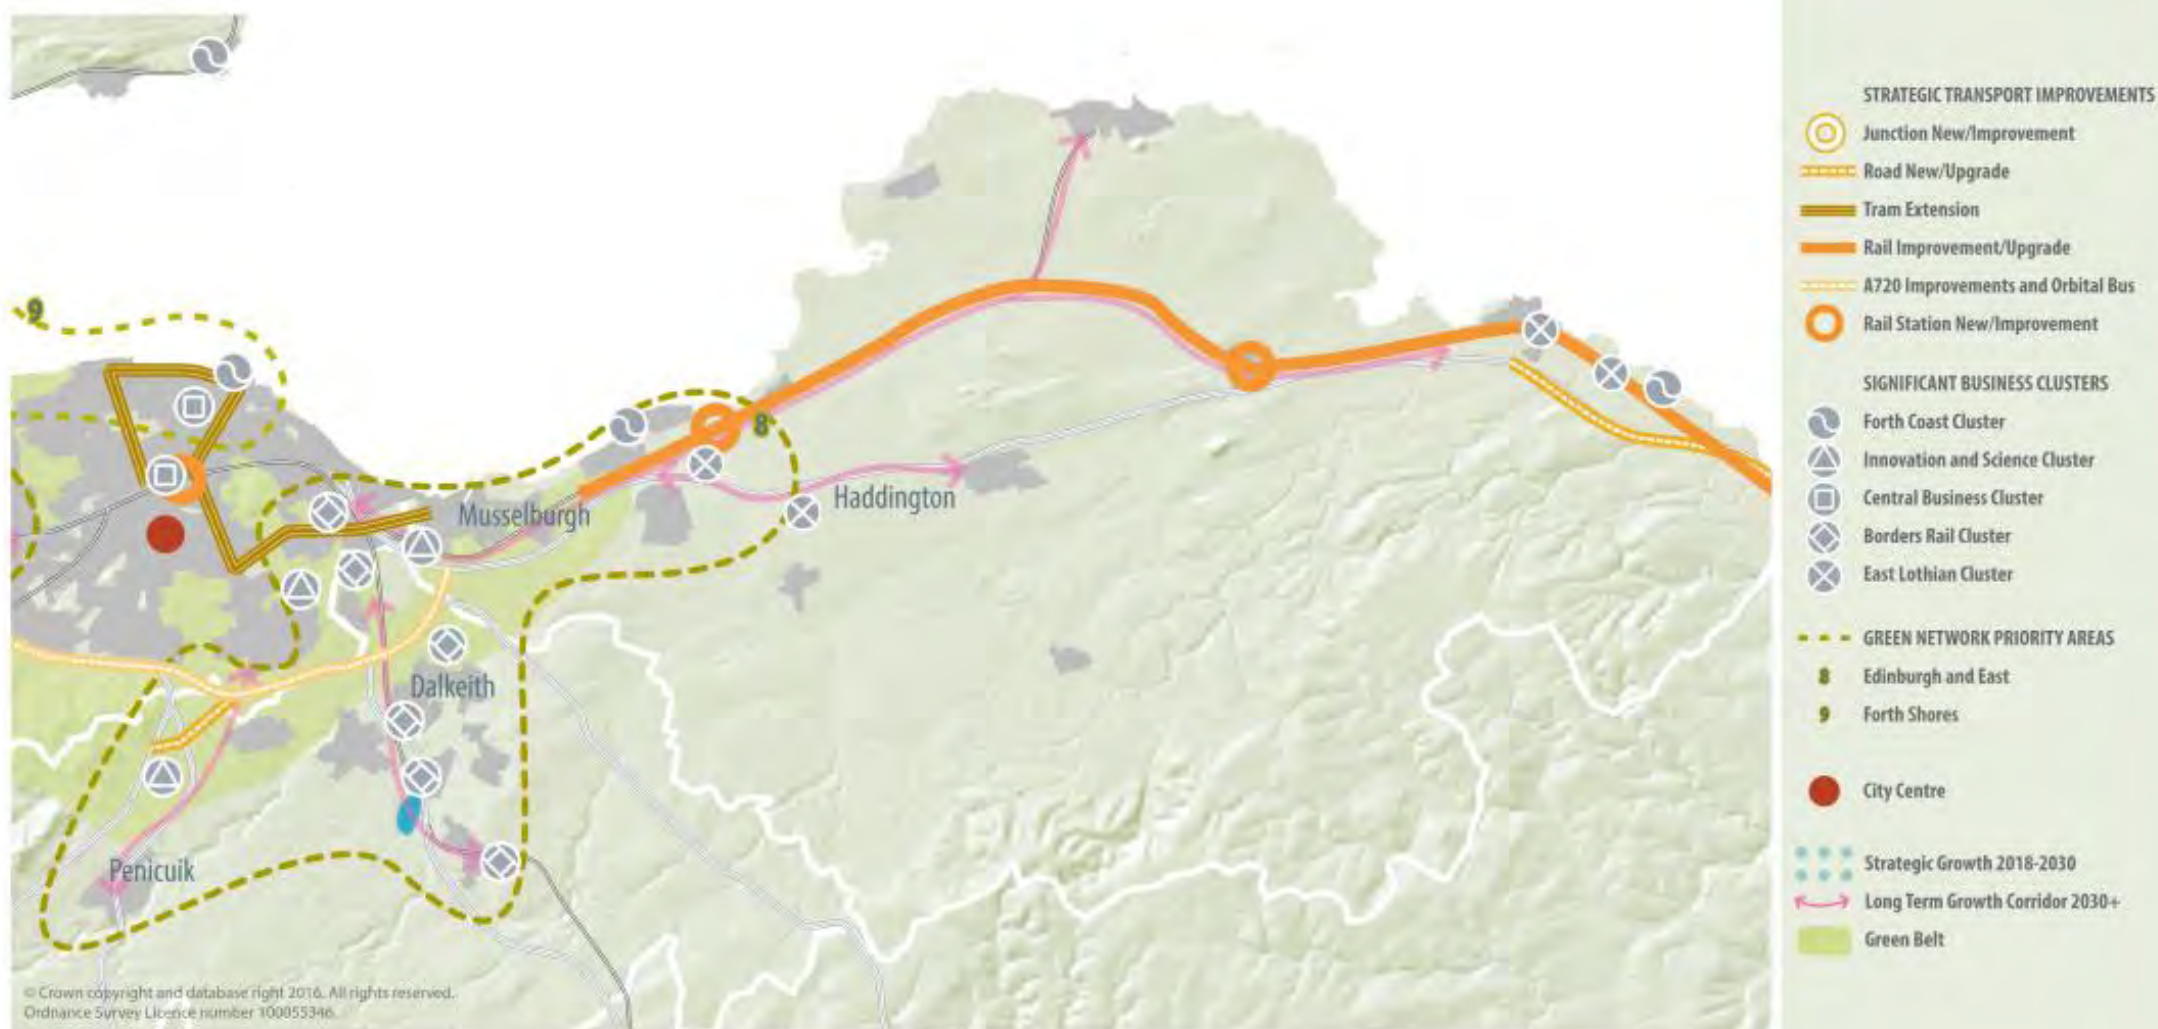 9
8
Musselburgh
Haddington
Dalkeith
Penicuik
© Crown copyright and database right 2016. All rights reserved.
Ordnance Survey Licence number 100055346.
STRATEGIC TRANSPORT IMPROVEMENTS
Junction New/Improvement
Road New/Upgrade
Tram Extension
Rail Improvement/Upgrade
A720 Improvements and Orbital Bus
Rail Station New/Improvement
SIGNIFICANT BUSINESS CLUSTERS
Forth Coast Cluster
Innovation and Science Cluster
Central Business Cluster
Borders Rail Cluster
East Lothian Cluster
GREEN NETWORK PRIORITY AREAS
8 Edinburgh and East
9 Forth Shores
City Centre
Strategic Growth 2018-2030
Long Term Growth Corridor 2030+
Green Belt